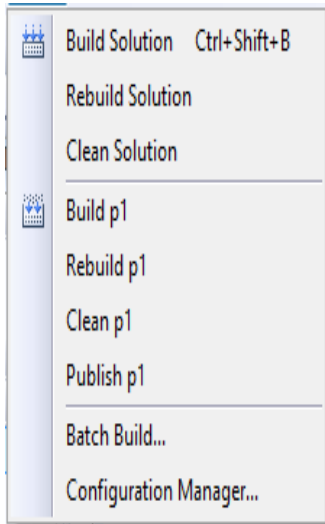 Build Solution Ctrl+Shift+B
Rebuild Solution
Clean Solution
Build p1
Rebuild p1
Clean p1
Publish p1
Batch Build...
Configuration Manager...